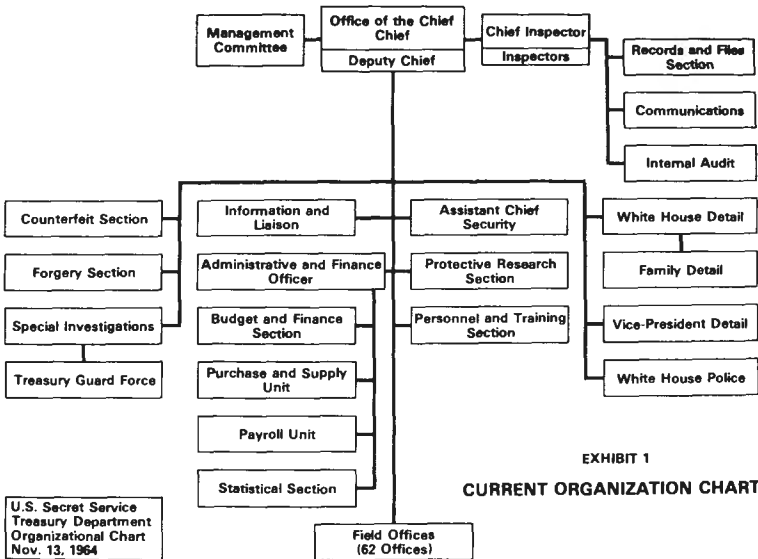 Management
Committee
Office of the Chief
Chief
Deputy Chief
Chief Inspector
Inspectors
Records and Files
Section
Communications
Internal Audit
Counterfeit Section
Forgery Section
Special Investigations
Treasury Guard Force
Information and
Liaison
Administrative and Finance
Officer
Budget and Finance
Section
Purchase and Supply
Unit
Payroll Unit
Statistical Section
Assistant Chief
Security
Protective Research
Section
Personnel and Training
Section
White House Detail
Family Detail
Vice-President Detail
White House Police
EXHIBIT 1
CURRENT ORGANIZATION CHART
U.S. Secret Service
Treasury Department
Organizational Chart
Nov. 13, 1964
Field Offices
(62 Offices)